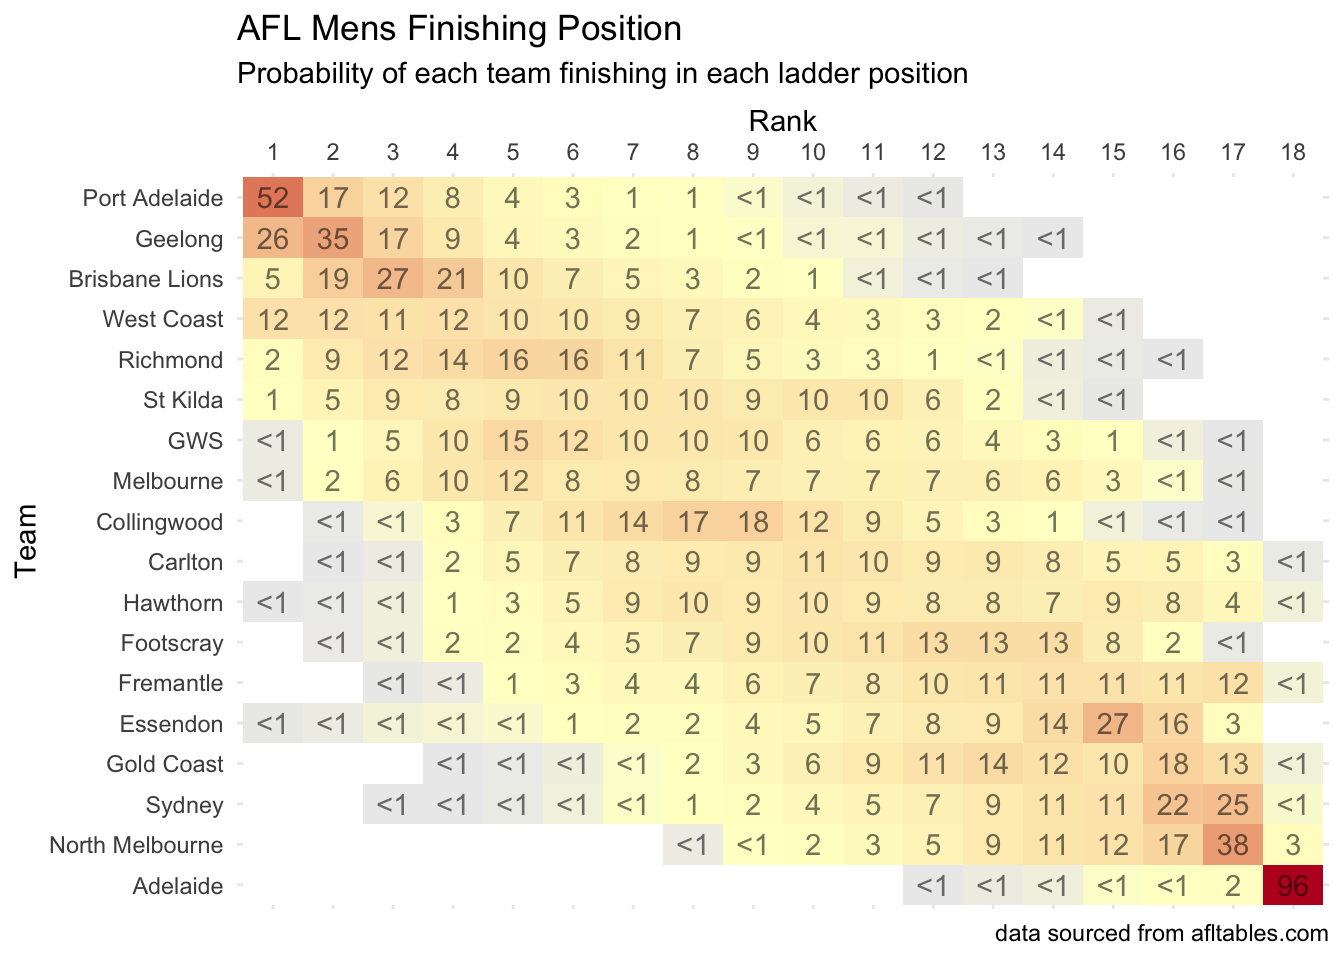 AFL Mens Finishing Position
Probability of each team finishing in each ladder position
Rank
1 2 3 4 5 6 7 8 9 10 11 12 13 14 15 16 17 18
Team
Port Adelaide 52 17 12 8 4 3 1 1 <1 <1 <1 <1
Geelong 26 35 17 9 4 3 2 1 <1 <1 <1 <1 <1 <1
Brisbane Lions 5 19 27 21 10 7 5 3 2 1 <1 <1 <1
West Coast 12 12 11 12 10 10 9 7 6 4 3 3 2 <1 <1
Richmond 2 9 12 14 16 16 11 7 5 3 3 1 <1 <1 <1 <1
St Kilda 1 5 9 8 9 10 10 10 9 10 10 6 2 <1 <1
GWS <1 1 5 10 15 12 10 10 10 6 6 6 4 3 1 <1 <1
Melbourne <1 2 6 10 12 8 9 8 7 7 7 7 6 6 3 <1 <1
Collingwood <1 <1 3 7 11 14 17 18 12 9 5 3 1 <1 <1 <1
Carlton <1 <1 2 5 7 8 9 9 11 10 9 9 8 5 5 3 <1
Hawthorn <1 <1 <1 1 3 5 9 10 9 10 9 8 8 7 9 8 4 <1
Footscray <1 <1 2 2 4 5 7 9 10 11 13 13 13 8 2 <1
Fremantle <1 <1 1 3 4 4 6 7 8 10 11 11 11 11 12 <1
Essendon <1 <1 <1 <1 <1 1 2 2 4 5 7 8 9 14 27 16 3
Gold Coast <1 <1 <1 <1 2 3 6 9 11 14 12 10 18 13 <1
Sydney <1 <1 <1 <1 <1 1 2 4 5 7 9 11 11 22 25 <1
North Melbourne <1 <1 2 3 5 9 11 12 17 38 3
Adelaide <1 <1 <1 <1 <1 2 96
data sourced from afltables.com